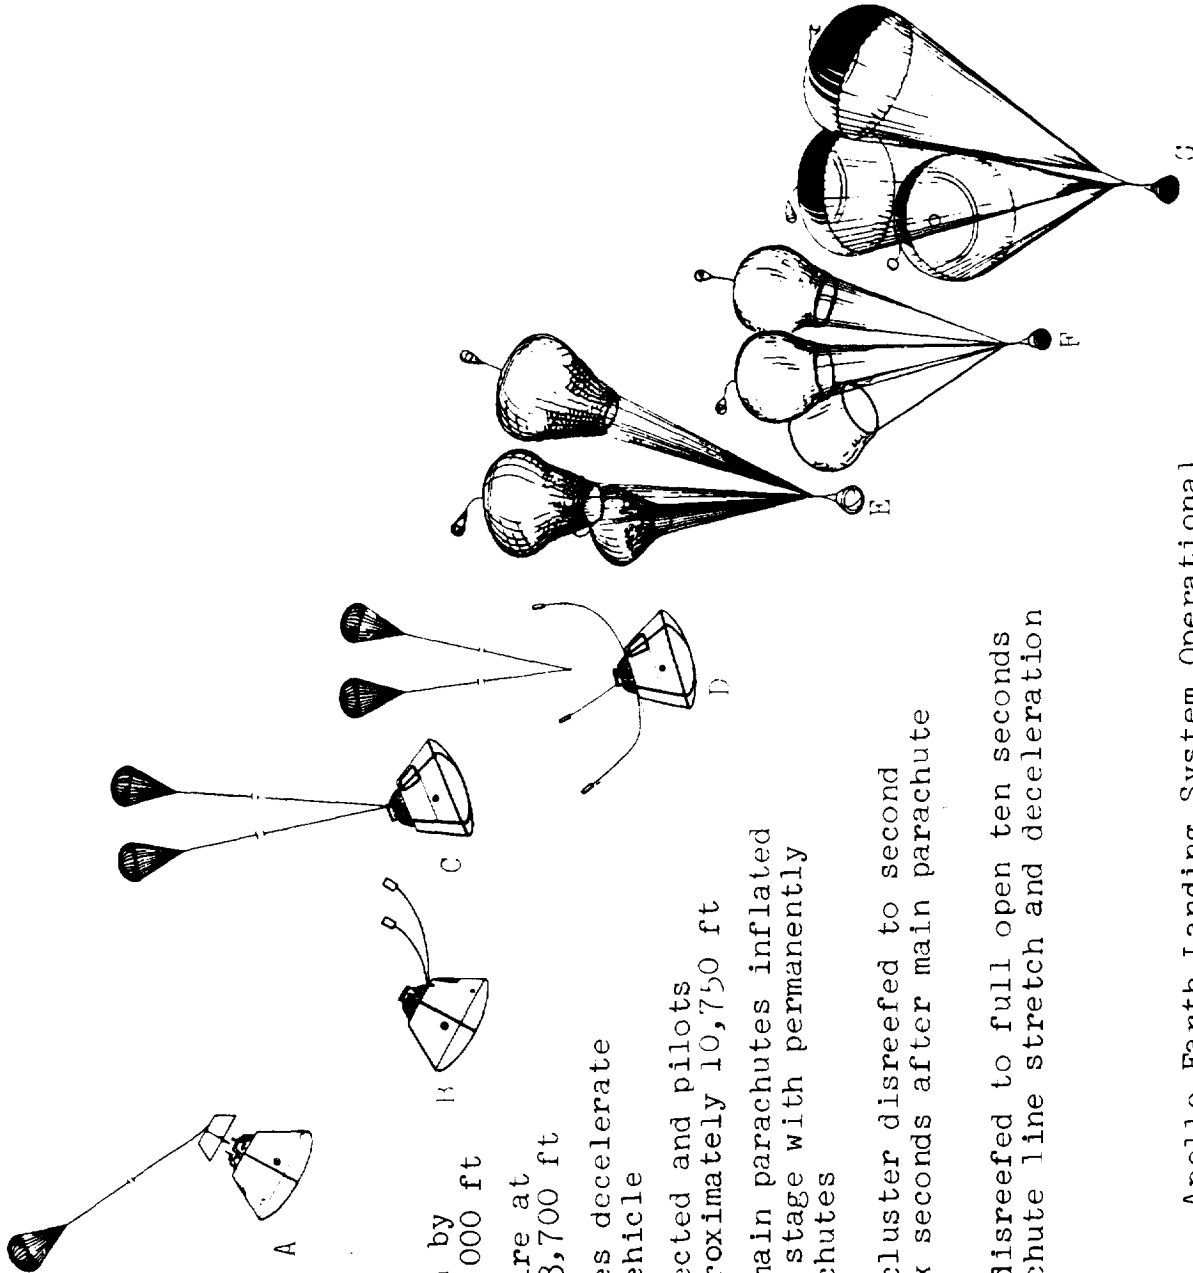 A
B
C
D
E
F
G
by
000 ft
are at
3,700 ft
es decelerate
ehicle
ected and pilots
roximately 10,750 ft
main parachutes inflated
stage with permanently
chutes
cluster disreefed to second
x seconds after main parachute
disreefed to full open ten seconds
chute line stretch and deceleration
Apollo Earth Landing System Operational